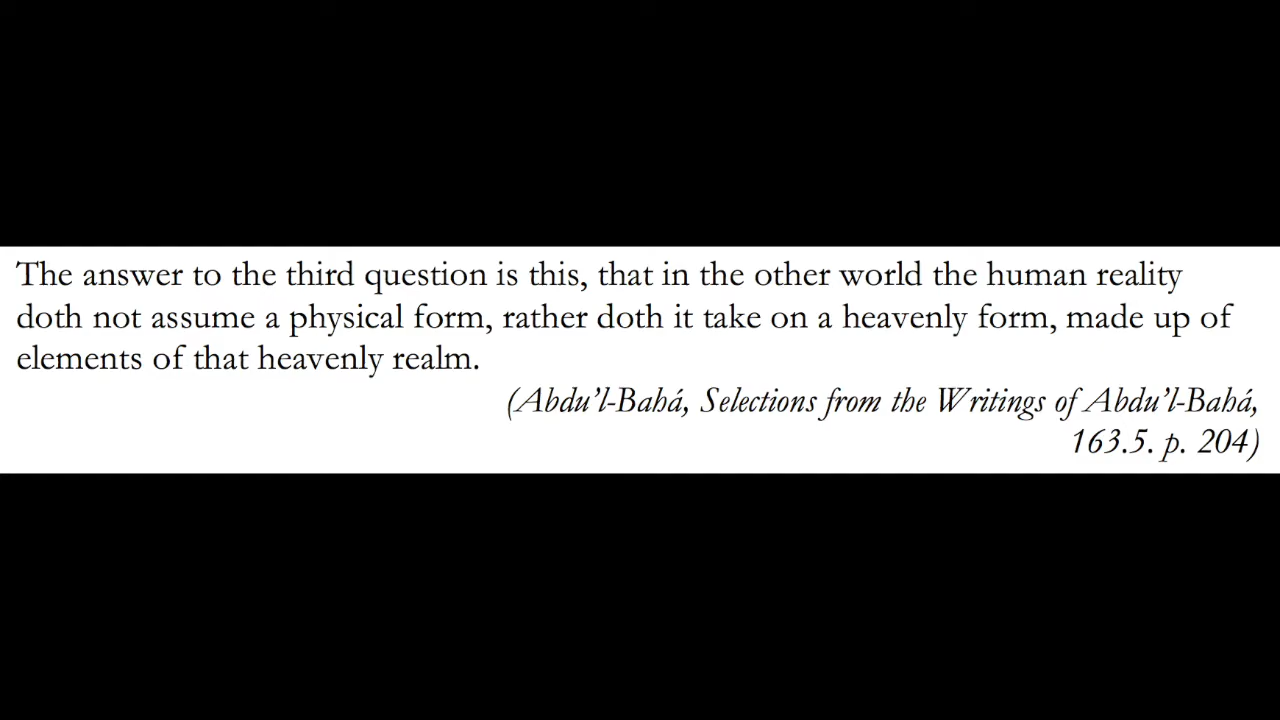 The answer to the third question is this, that in the other world the human reality
doth not assume a physical form, rather doth it take on a heavenly form, made up of
elements of that heavenly realm.
(Abdu’l-Bahá, Selections from the Writings of Abdu’l-Bahá,
163.5. p. 204)